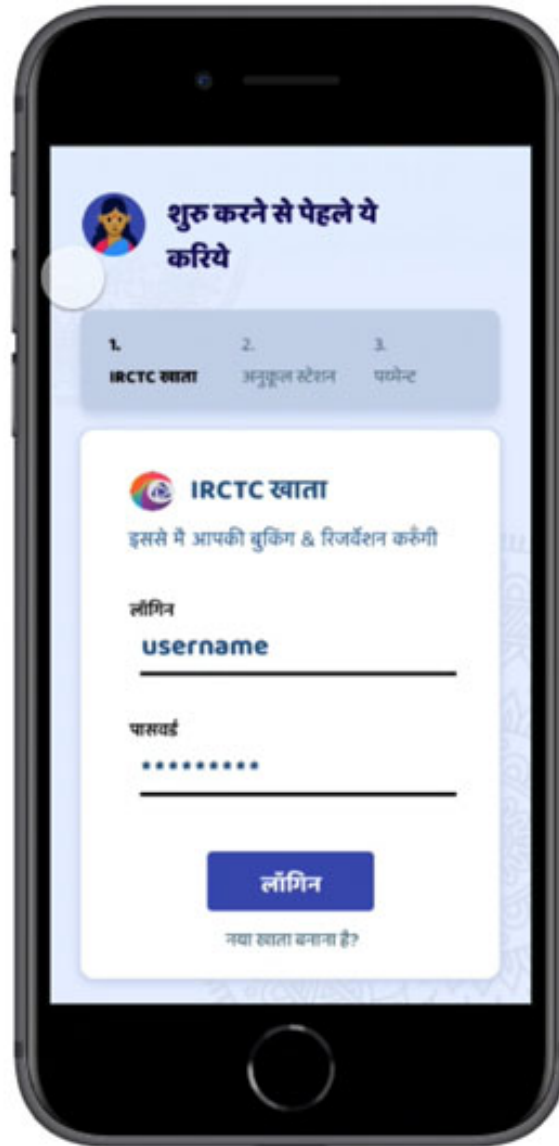 शुरु करने से पेहले ये
करिये
1.
2.
3.
IRCTC खाता
अनुकूल स्टेशन
पय्मेन्ट
IRCTC खाता
इससे मै आपकी बुकिंग & रिजर्वेशन करुँगी
लॉगिन
username
पासवर्ड
*********
लॉगिन
नया खाता बनाना है?